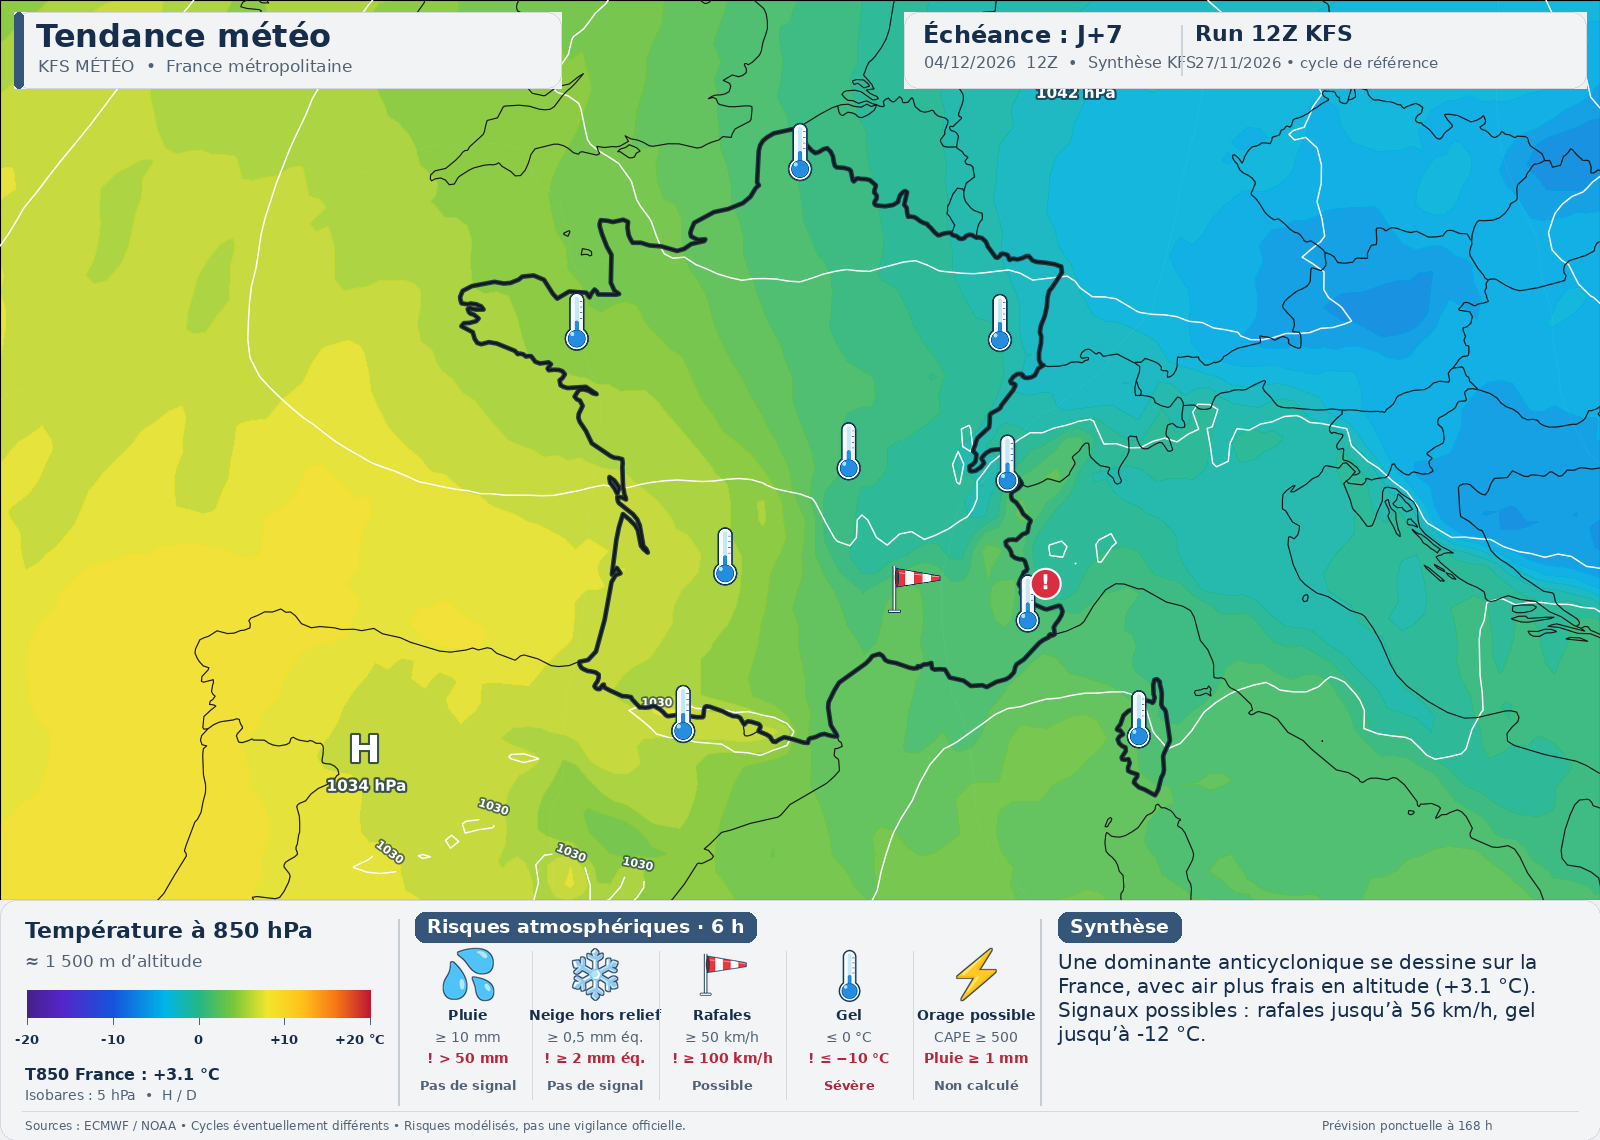 Tendance météo
KFS MÉTÉO • France métropolitaine
Échéance : J+7
04/12/2026 12Z • Synthèse KFS
Run 12Z KFS
27/11/2026 • cycle de référence
1042 hPa
!
1030
H
1034 hPa
1030
1030
1030
1030
Température à 850 hPa
≈ 1 500 m d’altitude
-20 -10 0 +10 +20 °C
T850 France : +3.1 °C
Isobares : 5 hPa • H / D
Risques atmosphériques · 6 h
Pluie
≥ 10 mm
! > 50 mm
Pas de signal
Neige hors relief
≥ 0,5 mm éq.
! ≥ 2 mm éq.
Pas de signal
Rafales
≥ 50 km/h
! ≥ 100 km/h
Possible
Gel
≤ 0 °C
! ≤ −10 °C
Sévère
Orage possible
CAPE ≥ 500
Pluie ≥ 1 mm
Non calculé
Synthèse
Une dominante anticyclonique se dessine sur la
France, avec air plus frais en altitude (+3.1 °C).
Signaux possibles : rafales jusqu’à 56 km/h, gel
jusqu’à -12 °C.
Sources : ECMWF / NOAA • Cycles éventuellement différents • Risques modélisés, pas une vigilance officielle.
Prévision ponctuelle à 168 h